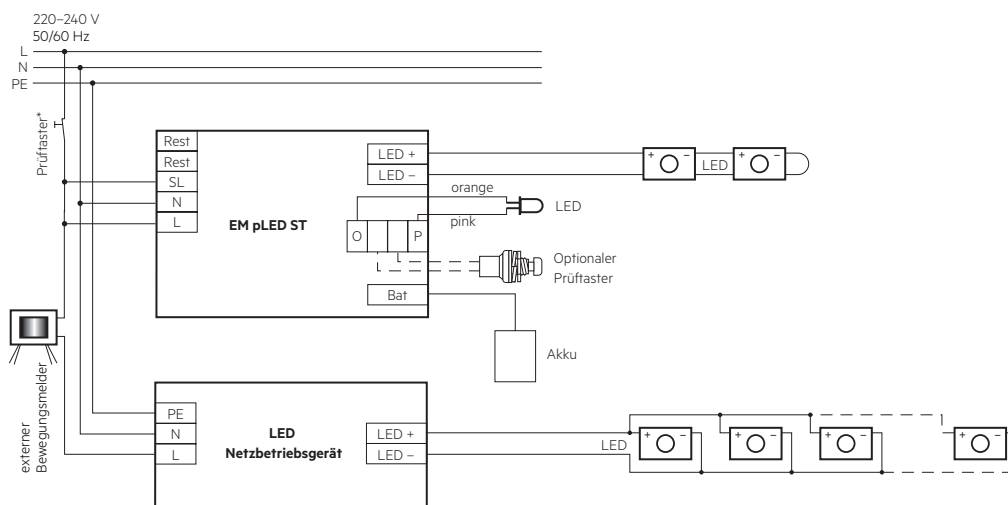 220–240 V
50/60 Hz
L
N
PE
Prüftaster*
Rest
Rest
SL
N
L
EM pLED ST
LED +
LED –
+ –
LED
+ –
orange
LED
pink
O
P
Optionaler
Prüftaster
Bat
Akku
externer
Bewegungsmelder
PE
N
L
LED
Netzbetriebsgerät
LED +
LED –
LED
+ –
+ –
+ –
+ –